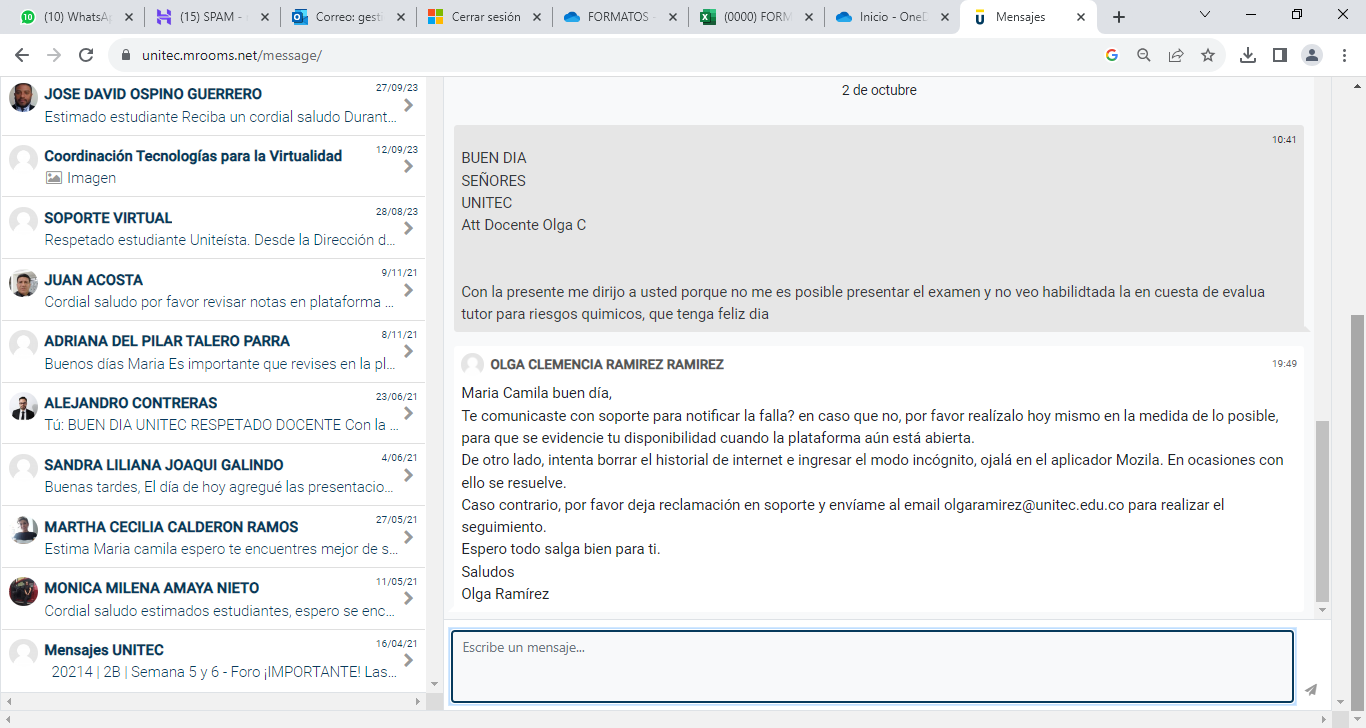 (10) WhatsA
(15) SPAM -
Correo: gest
Cerrar sesión
FORMATOS -
(0000) FORM
Inicio - OneD
Mensajes
unitec.mrooms.net/message/
JOSE DAVID OSPINO GUERRERO
27/09/23
Estimado estudiante Reciba un cordial saludo Durant...
Coordinación Tecnologías para la Virtualidad
12/09/23
Imagen
SOPORTE VIRTUAL
28/08/23
Respetado estudiante Uniteísta. Desde la Dirección d...
JUAN ACOSTA
9/11/21
Cordial saludo por favor revisar notas en plataforma ...
ADRIANA DEL PILAR TALERO PARRA
8/11/21
Buenos días Maria Es importante que revises en la pl...
ALEJANDRO CONTRERAS
23/06/21
Tú: BUEN DIA UNITEC RESPETADO DOCENTE Con la ...
SANDRA LILIANA JOAQUI GALINDO
4/06/21
Buenas tardes, El día de hoy agregué las presentacio...
MARTHA CECILIA CALDERON RAMOS
27/05/21
Estima Maria camila espero te encuentres mejor de s...
MONICA MILENA AMAYA NIETO
11/05/21
Cordial saludo estimados estudiantes, espero se enc...
Mensajes UNITEC
16/04/21
20214 | 2B | Semana 5 y 6 - Foro ¡IMPORTANTE! Las...
2 de octubre
10:41
BUEN DIA
SEÑORES
UNITEC
Att Docente Olga C
Con la presente me dirijo a usted porque no me es posible presentar el examen y no veo habilidtada la en cuesta de evalua
tutor para riesgos quimicos, que tenga feliz dia
OLGA CLEMENCIA RAMIREZ RAMIREZ
19:49
Maria Camila buen día,
Te comunicaste con soporte para notificar la falla? en caso que no, por favor realízalo hoy mismo en la medida de lo posible,
para que se evidencie tu disponibilidad cuando la plataforma aún está abierta.
De otro lado, intenta borrar el historial de internet e ingresar el modo incógnito, ojalá en el aplicador Mozila. En ocasiones con
ello se resuelve.
Caso contrario, por favor deja reclamación en soporte y envíame al email olgaramirez@unitec.edu.co para realizar el
seguimiento.
Espero todo salga bien para ti.
Saludos
Olga Ramírez
Escribe un mensaje...